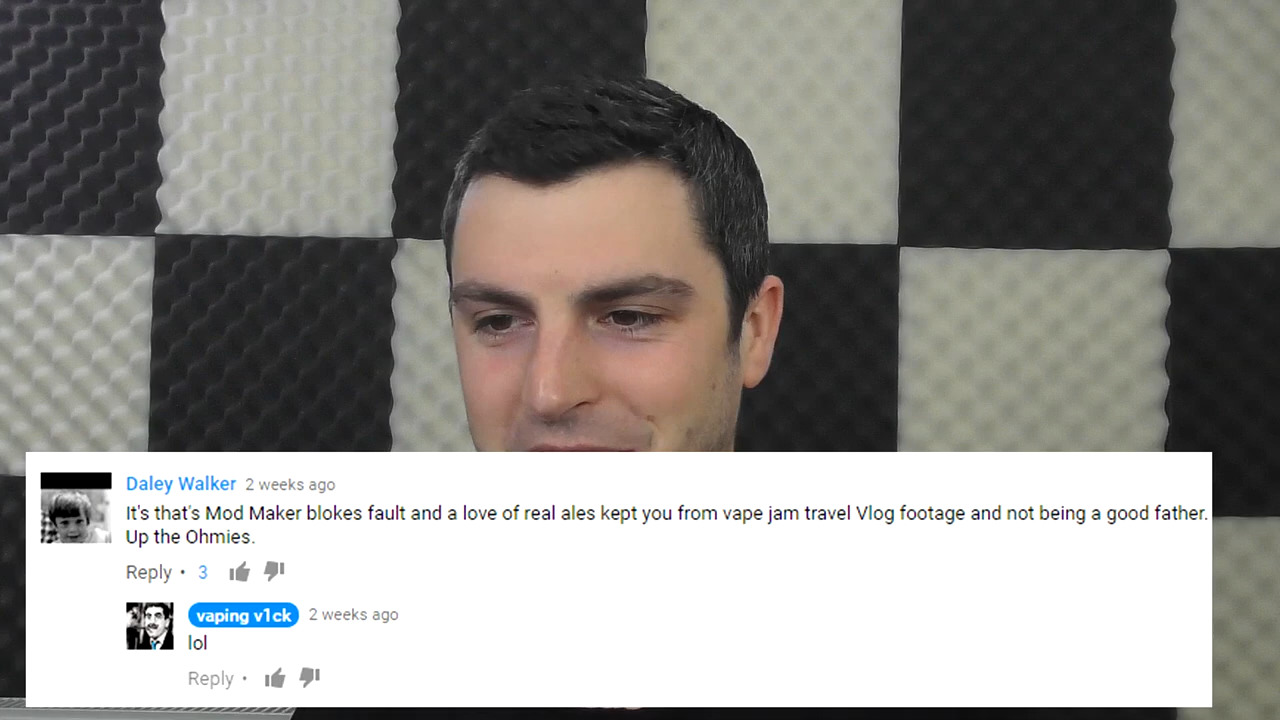 Daley Walker 2 weeks ago
It's that's Mod Maker blokes fault and a love of real ales kept you from vape jam travel Vlog footage and not being a good father.
Up the Ohmies.
Reply • 3
vaping v1ck 2 weeks ago
lol
Reply •